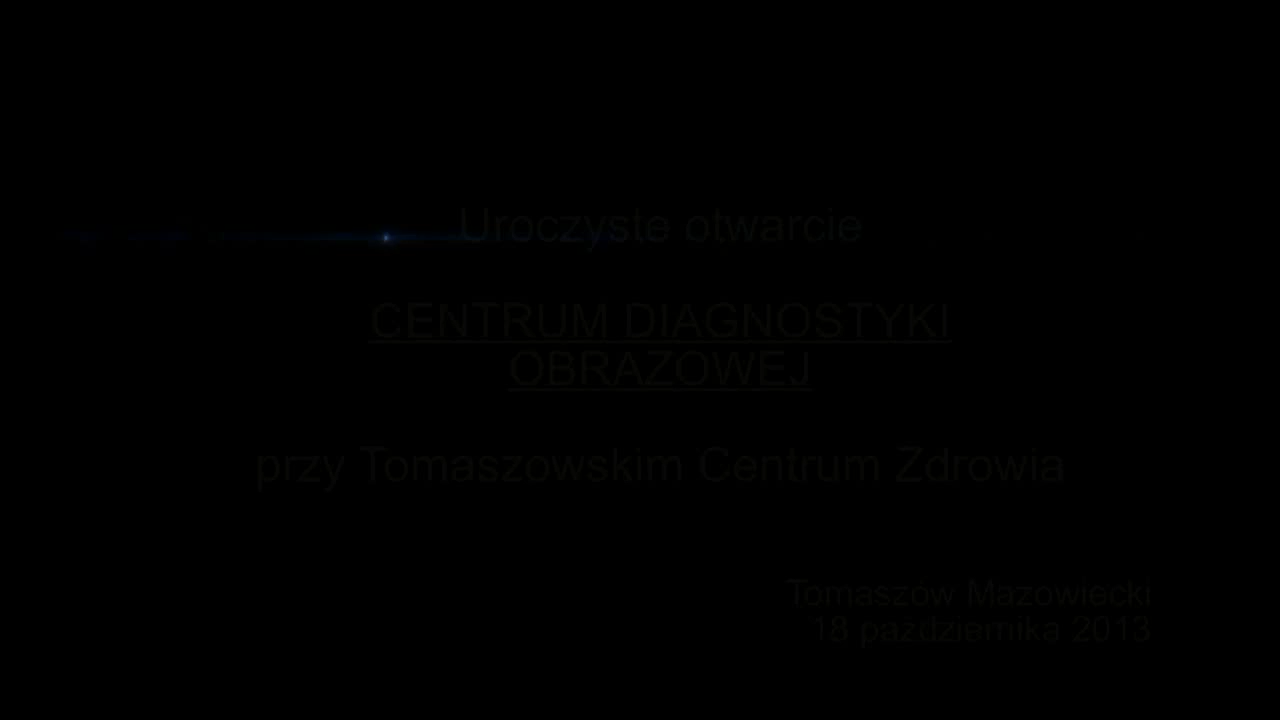 Uroczyste otwarcie
CENTRUM DIAGNOSTYKI
OBRAZOWEJ
przy Tomaszowskim Centrum Zdrowia
Tomaszów Mazowiecki
18 października 2013